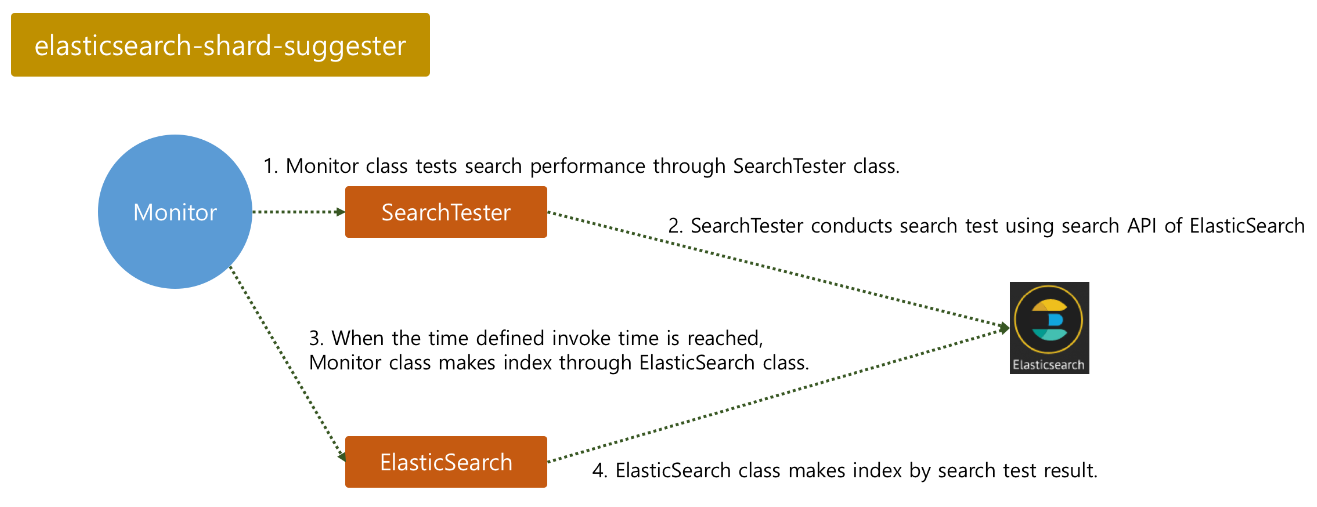 elasticsearch-shard-suggester
1. Monitor class tests search performance through SearchTester class.
Monitor
SearchTester
2. SearchTester conducts search test using search API of ElasticSearch
3. When the time defined invoke time is reached,
Monitor class makes index through ElasticSearch class.
Elasticsearch
ElasticSearch
4. ElasticSearch class makes index by search test result.